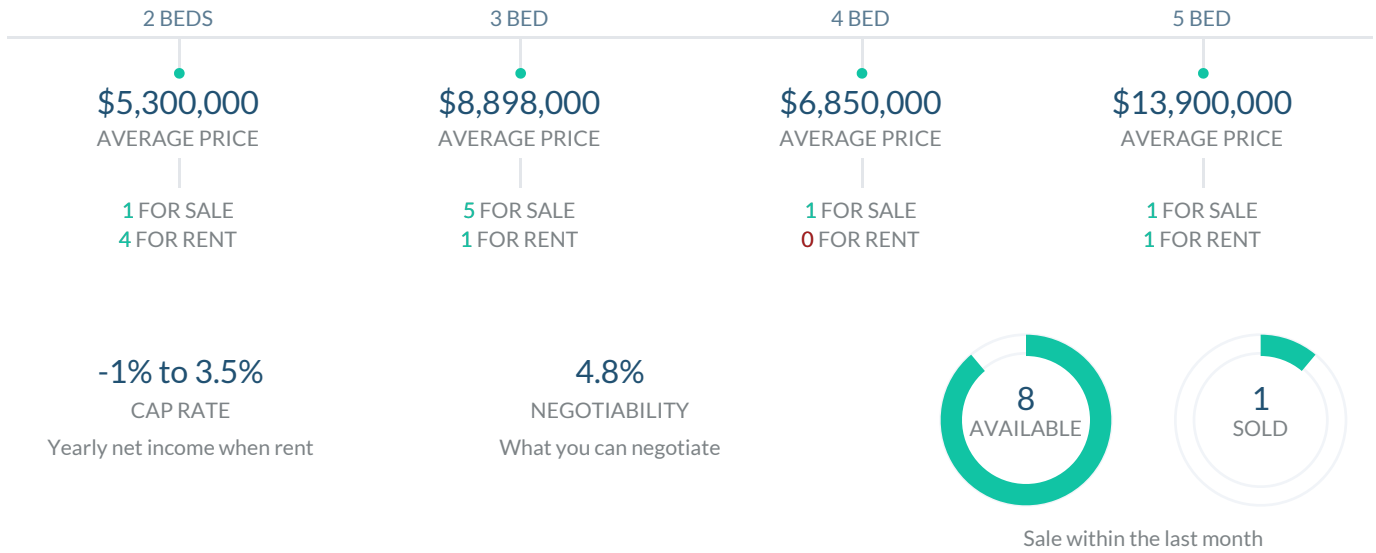 2 BEDS
3 BED
4 BED
5 BED
$5,300,000
AVERAGE PRICE
1 FOR SALE
4 FOR RENT
$8,898,000
AVERAGE PRICE
5 FOR SALE
1 FOR RENT
$6,850,000
AVERAGE PRICE
1 FOR SALE
0 FOR RENT
$13,900,000
AVERAGE PRICE
1 FOR SALE
1 FOR RENT
-1% to 3.5%
CAP RATE
Yearly net income when rent
4.8%
NEGOTIABILITY
What you can negotiate
8
AVAILABLE
1
SOLD
Sale within the last month